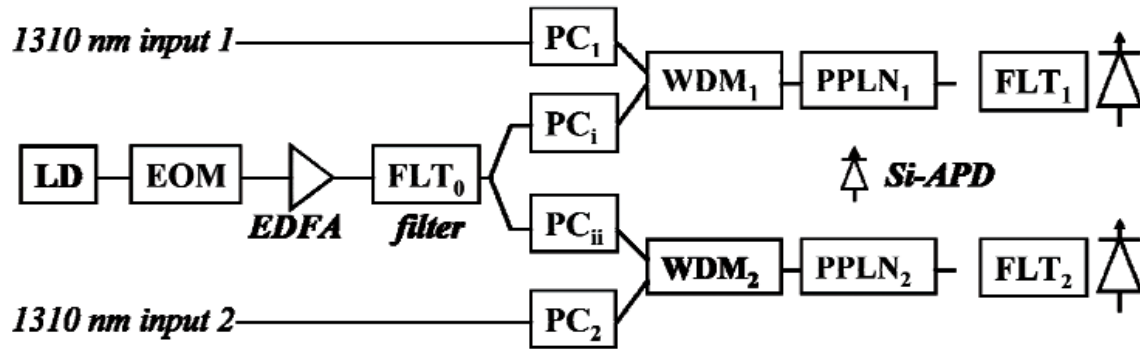 1310 nm input 1
PC1
WDM1
PPLN1
FLT1
PCi
LD
EOM
EDFA
FLT0
filter
Si-APD
PCii
WDM2
PPLN2
FLT2
1310 nm input 2
PC2